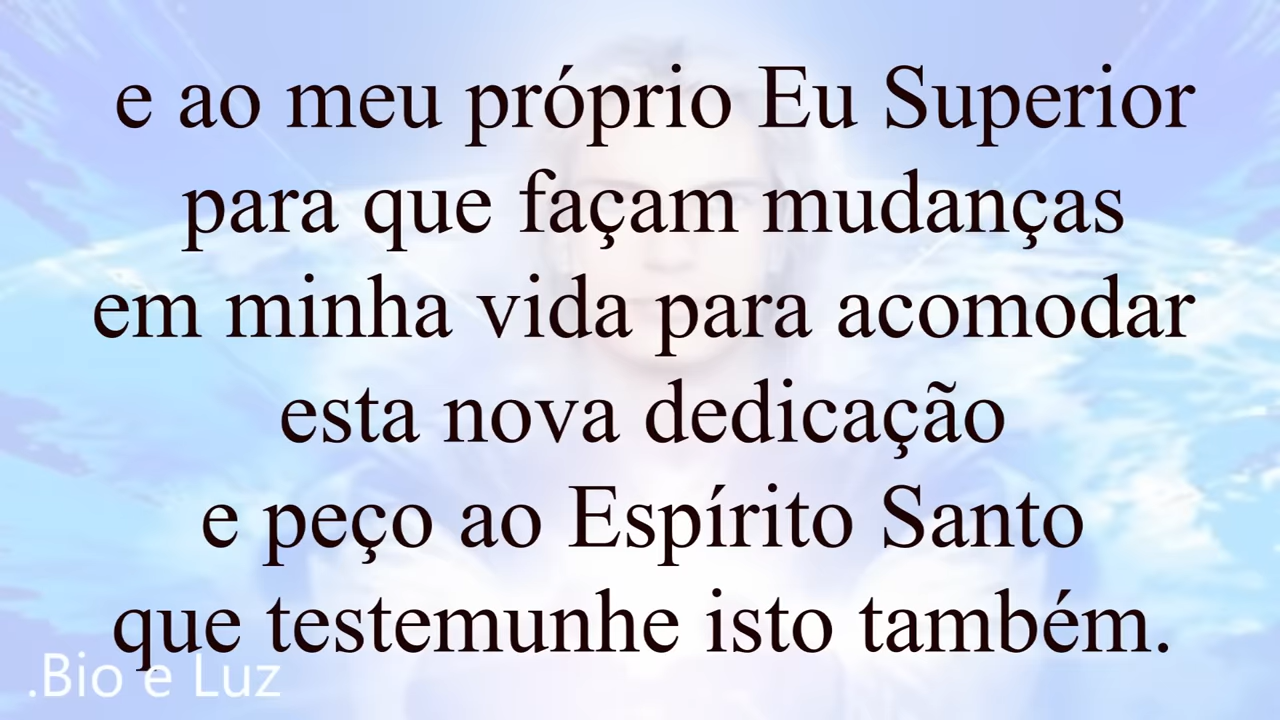 e ao meu próprio Eu Superior
para que façam mudanças
em minha vida para acomodar
esta nova dedicação
e peço ao Espírito Santo
que testemunhe isto também.
.Bio e Luz